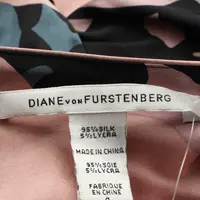 DIANE VON FURSTENBERG
95% SILK
5% LYCRA
MADE IN CHINA
95% SOIE
5% LYCRA
FABRIQUE
EN CHINE